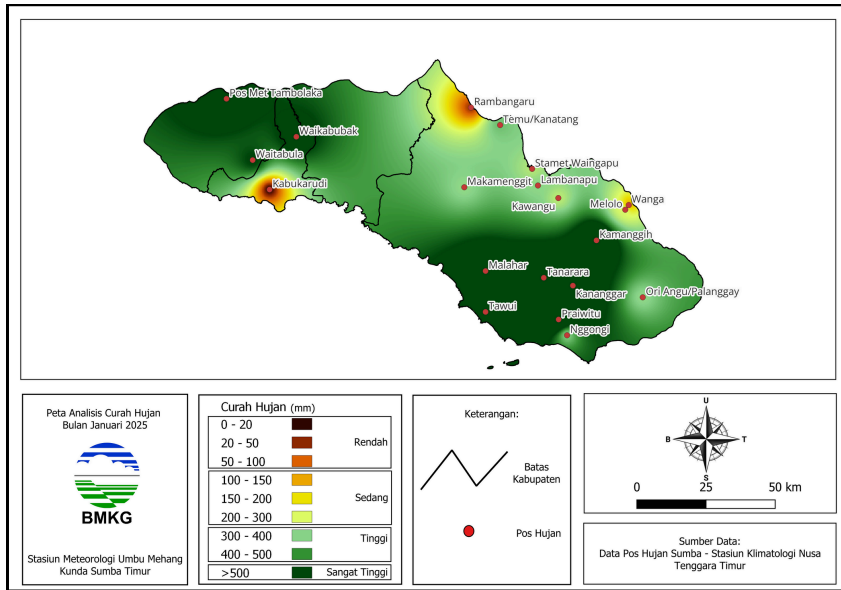 Pos Met Tambolaka
Rambangaru
Temu/Kanatang
Waikabubak
Waitabula
Stamet Waingapu
Kabukarudi
Makamenggit
Lambanapu
Kawangu
Melolo
Wanga
Kamanggih
Malahar
Tanarara
Kananggar
Ori Angu/Palanggay
Tawui
Praiwitu
Nggongi
Peta Analisis Curah Hujan
Bulan Januari 2025
BMKG
Stasiun Meteorologi Umbu Mehang
Kunda Sumba Timur
Curah Hujan (mm)
0 - 20
20 - 50
Rendah
50 - 100
100 - 150
150 - 200
Sedang
200 - 300
300 - 400
Tinggi
400 - 500
>500
Sangat Tinggi
Keterangan:
Batas
Kabupaten
Pos Hujan
U
B
T
S
0 25 50 km
Sumber Data:
Data Pos Hujan Sumba - Stasiun Klimatologi Nusa
Tenggara Timur